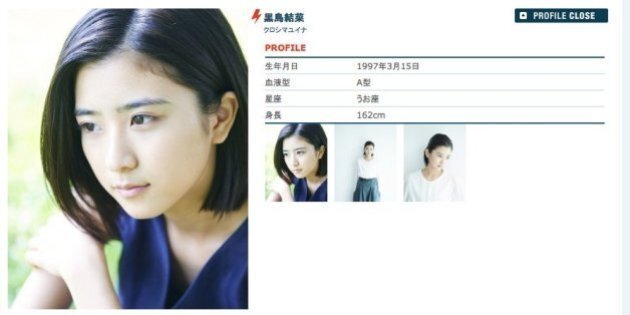 黒島結菜
クロシマユイナ
PROFILE CLOSE
PROFILE
生年月日 1997年3月15日
血液型 A型
星座 うお座
身長 162cm